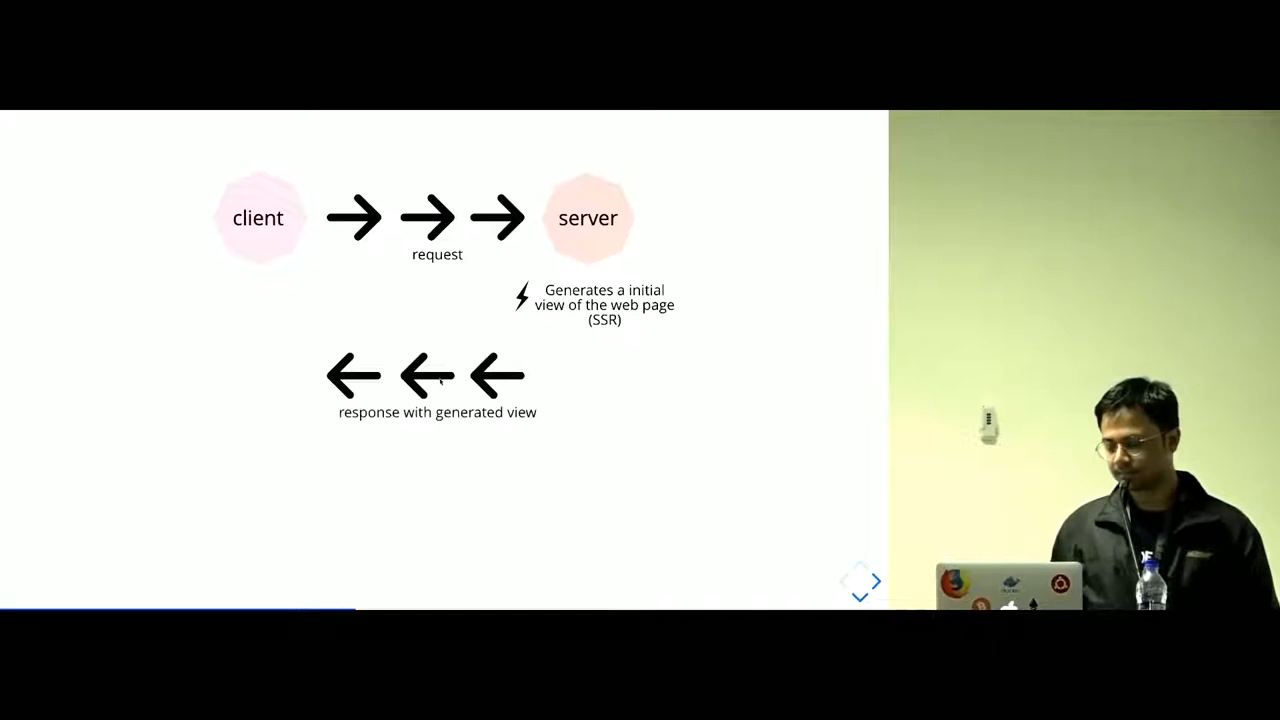 client
server
request
Generates a initial
view of the web page
(SSR)
response with generated view